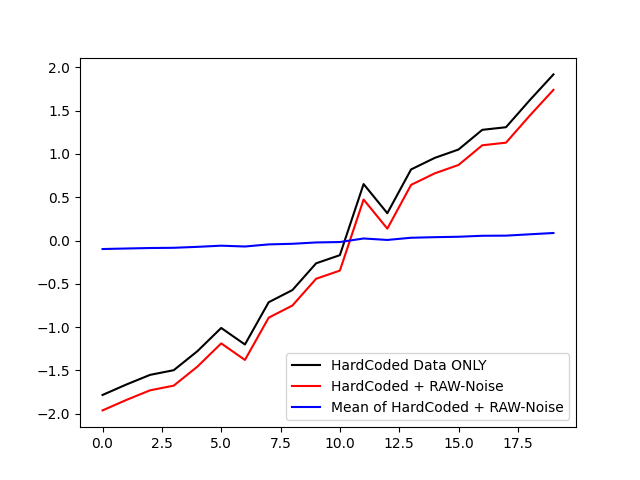 2.0
1.5
1.0
0.5
0.0
−0.5
−1.0
−1.5
−2.0
HardCoded Data ONLY
HardCoded + RAW-Noise
Mean of HardCoded + RAW-Noise
0.0 2.5 5.0 7.5 10.0 12.5 15.0 17.5